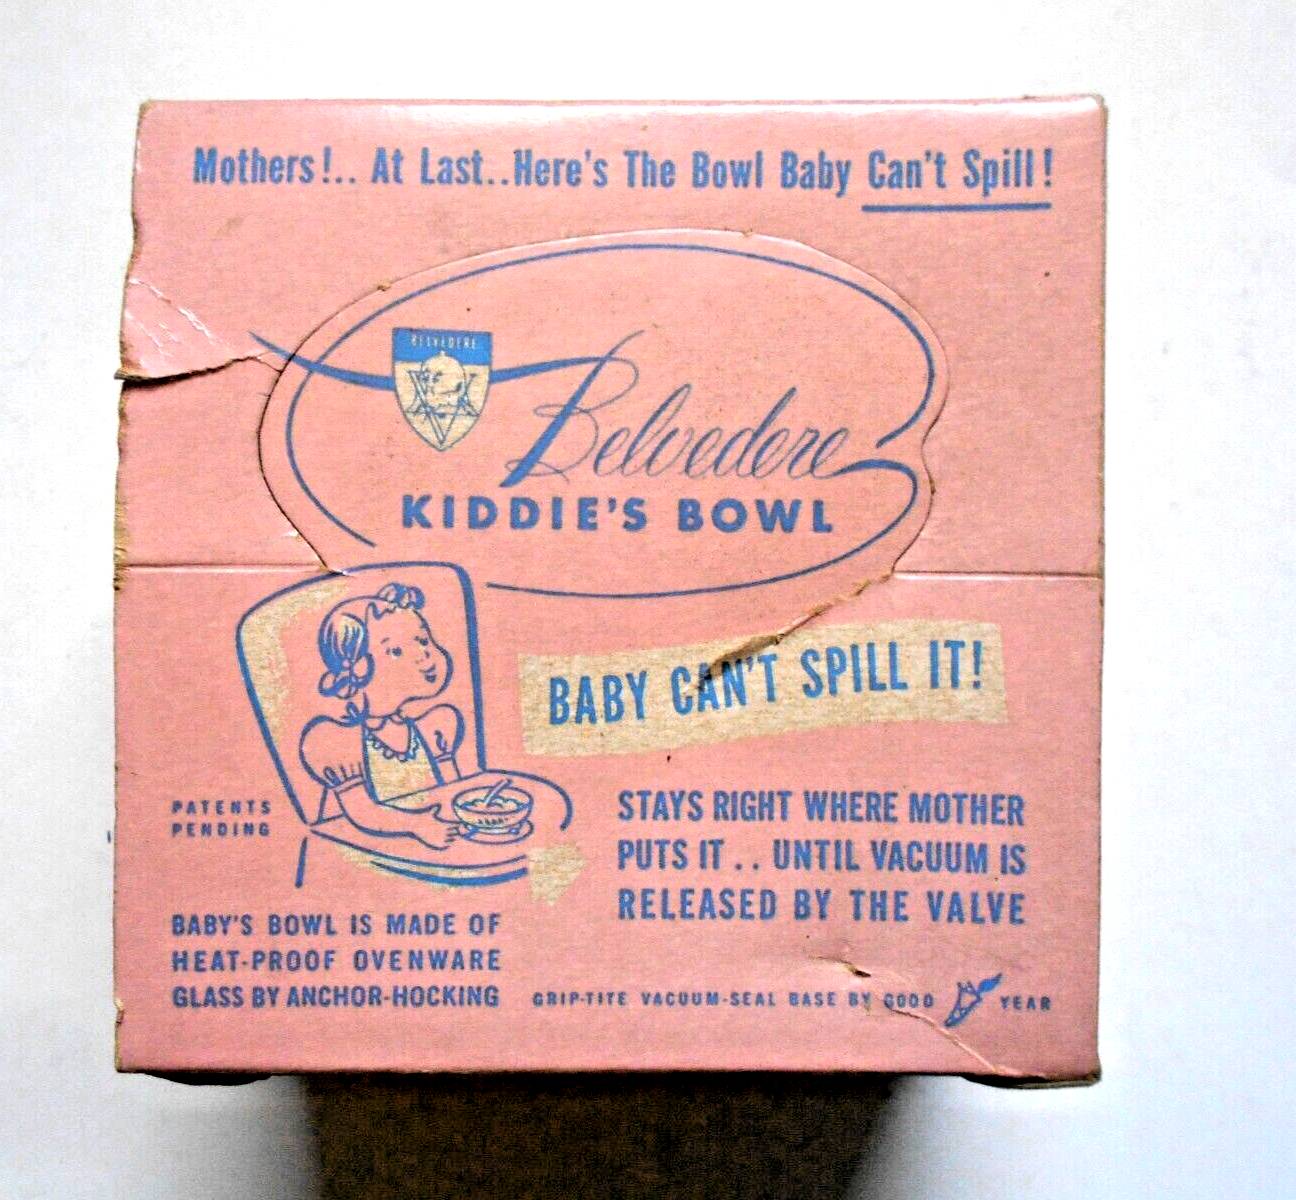 Mothers!.. At Last..Here's The Bowl Baby Can't Spill!
BELVEDERE
Belvedere
KIDDIE'S BOWL
BABY CAN'T SPILL IT!
PATENTS
PENDING
STAYS RIGHT WHERE MOTHER
PUTS IT .. UNTIL VACUUM IS
RELEASED BY THE VALVE
BABY'S BOWL IS MADE OF
HEAT-PROOF OVENWARE
GLASS BY ANCHOR-HOCKING
GRIP-TITE VACUUM-SEAL BASE BY GOOD YEAR